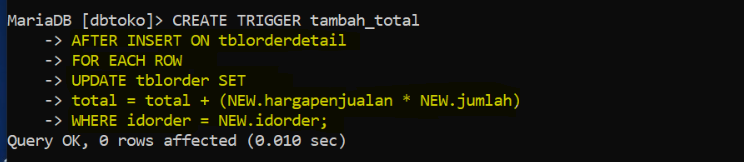 MariaDB [dbtoko]> CREATE TRIGGER tambah_total
    -> AFTER INSERT ON tblorderdetail
    -> FOR EACH ROW
    -> UPDATE tblorder SET
    -> total = total + (NEW.hargapenjualan * NEW.jumlah)
    -> WHERE idorder = NEW.idorder;
Query OK, 0 rows affected (0.010 sec)